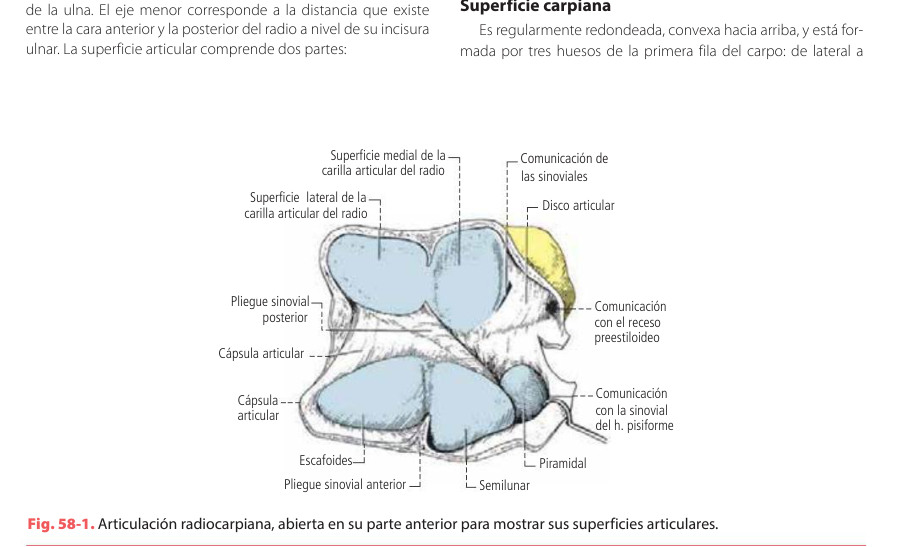 de la ulna. El eje menor corresponde a la distancia que existe
entre la cara anterior y la posterior del radio a nivel de su incisura
ulnar. La superficie articular comprende dos partes:
Superficie carpiana
Es regularmente redondeada, convexa hacia arriba, y está for-
mada por tres huesos de la primera fila del carpo: de lateral a
Superficie medial de la
carilla articular del radio
Comunicación de
las sinoviales
Superficie lateral de la
carilla articular del radio
Disco articular
Pliegue sinovial
posterior
Comunicación
con el receso
preestiloideo
Cápsula articular
Cápsula
articular
Comunicación
con la sinovial
del h. pisiforme
Escafoides
Piramidal
Pliegue sinovial anterior
Semilunar
Fig. 58-1. Articulación radiocarpiana, abierta en su parte anterior para mostrar sus superficies articulares.